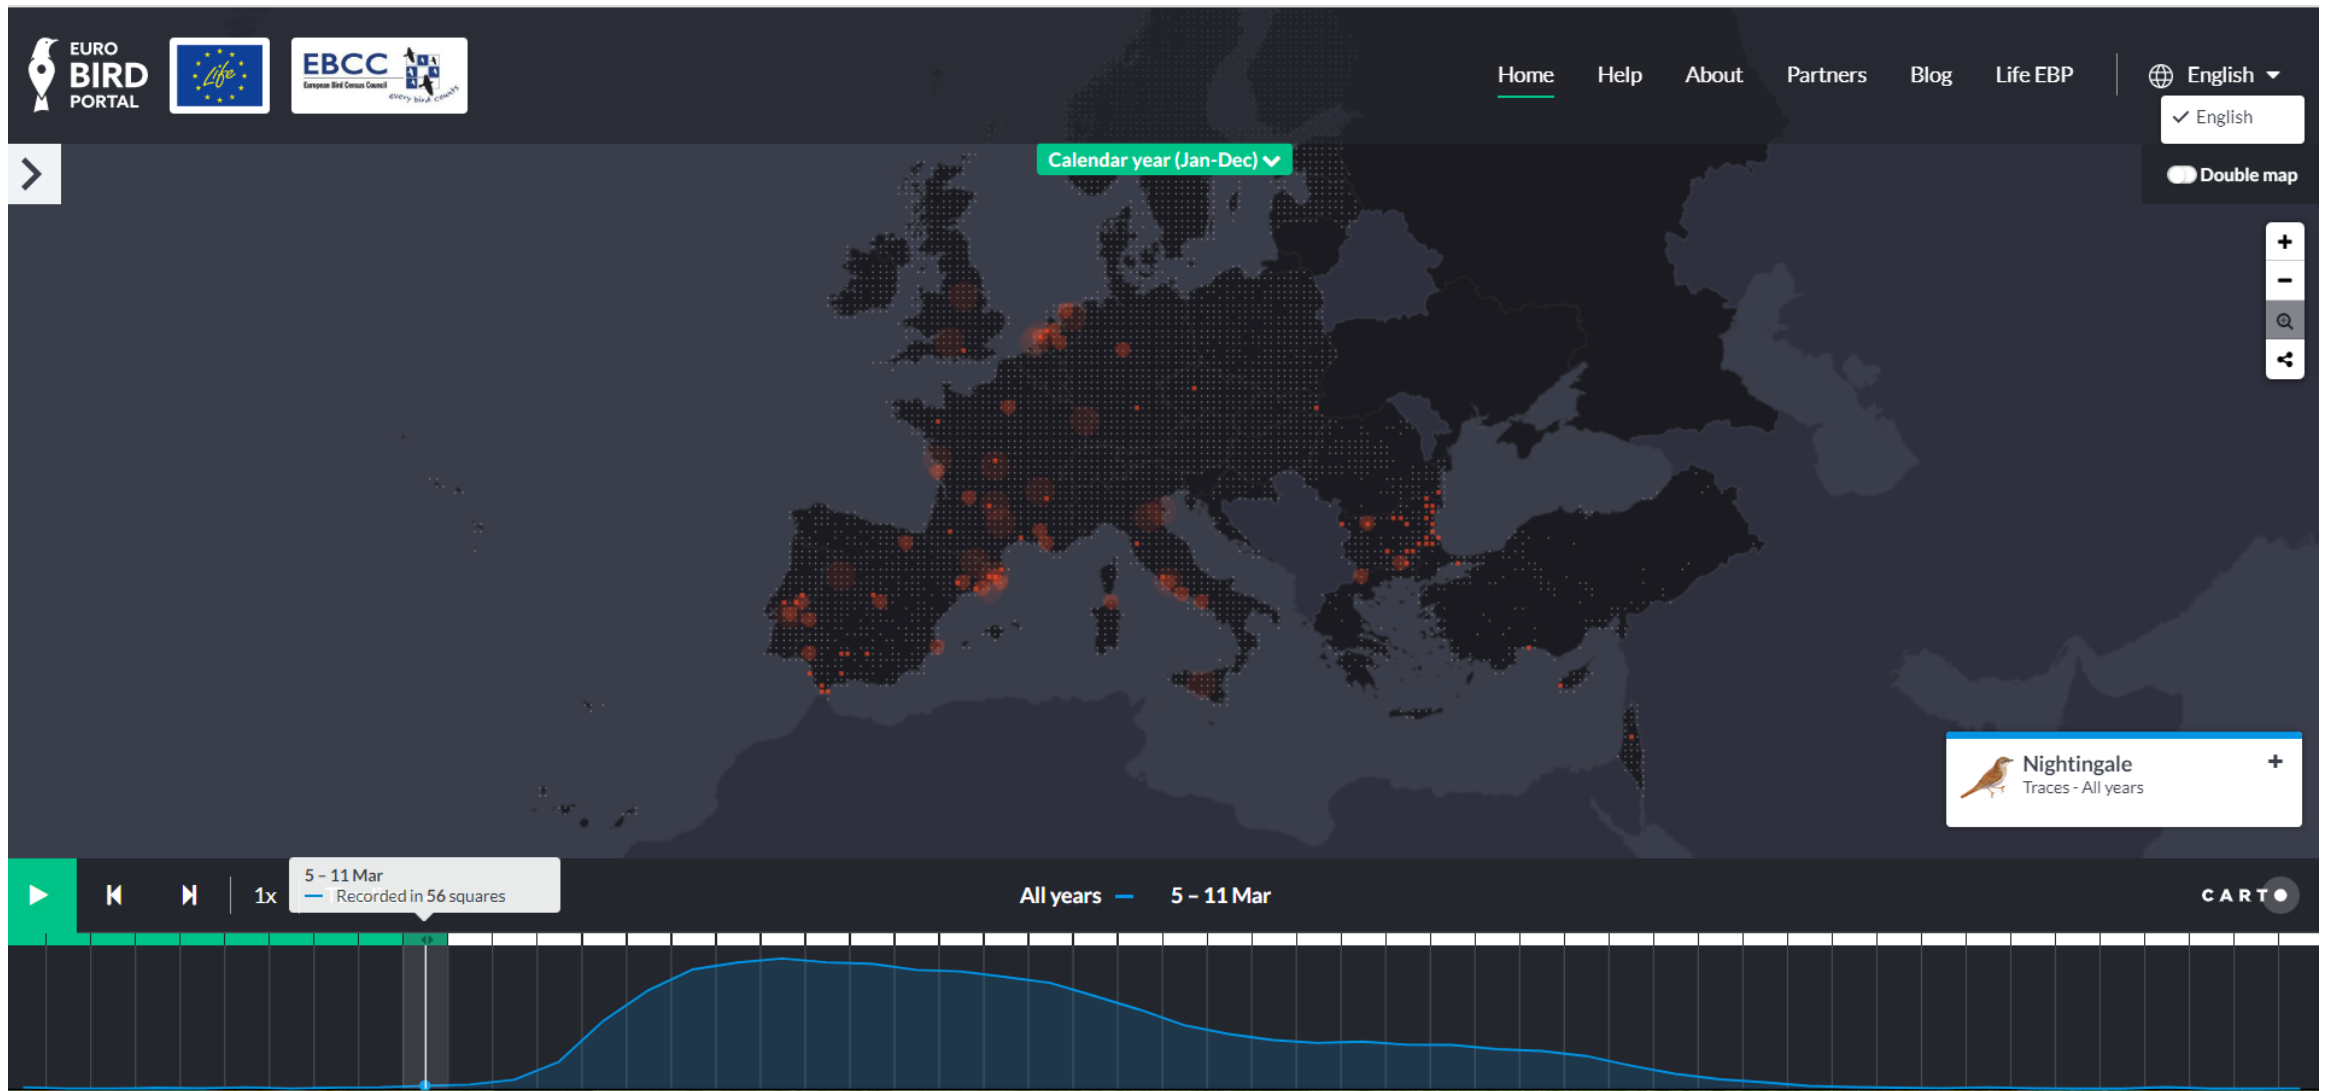 EURO
BIRD
PORTAL
Life
EBCC
European Bird Census Council
every bird counts
Home
Help
About
Partners
Blog
Life EBP
English
English
Calendar year (Jan-Dec)
Double map
Nightingale
Traces - All years
1x
5 – 11 Mar
Recorded in 56 squares
All years
5 – 11 Mar
CARTO